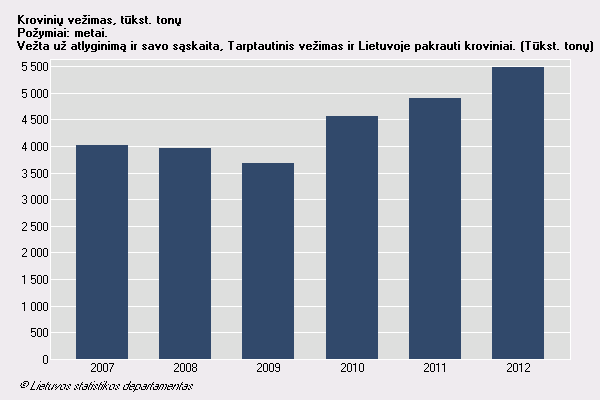 Krovinių vežimas, tūkst. tonų
Požymiai: metai.
Vežta už atlyginimą ir savo sąskaita, Tarptautinis vežimas ir Lietuvoje pakrauti kroviniai. (Tūkst. tonų)
5 500
5 000
4 500
4 000
3 500
3 000
2 500
2 000
1 500
1 000
500
0
2007 2008 2009 2010 2011 2012
© Lietuvos statistikos departamentas